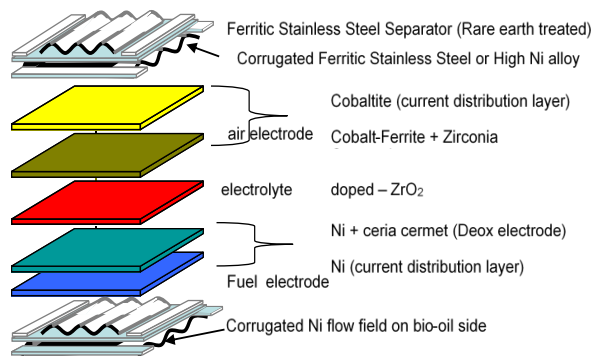 Ferritic Stainless Steel Separator (Rare earth treated)
Corrugated Ferritic Stainless Steel or High Ni alloy
Cobaltite (current distribution layer)
air electrode
Cobalt-Ferrite + Zirconia
electrolyte
doped – ZrO₂
Ni + ceria cermet (Deox electrode)
Ni (current distribution layer)
Fuel electrode
Corrugated Ni flow field on bio-oil side